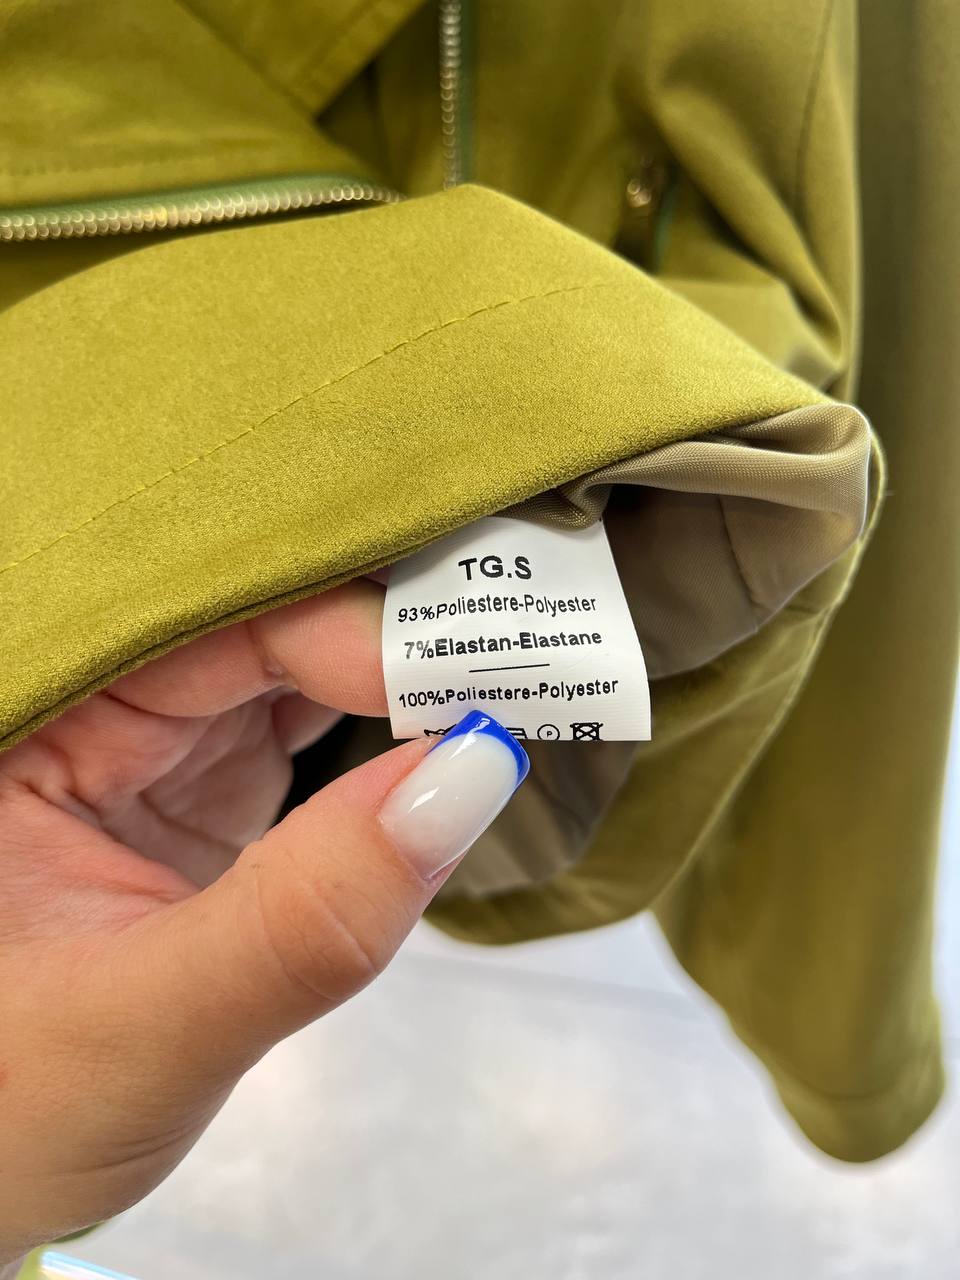 TG.S
93%Poliestere-Polyester
7%Elastan-Elastane
100%Poliestere-Polyester
P